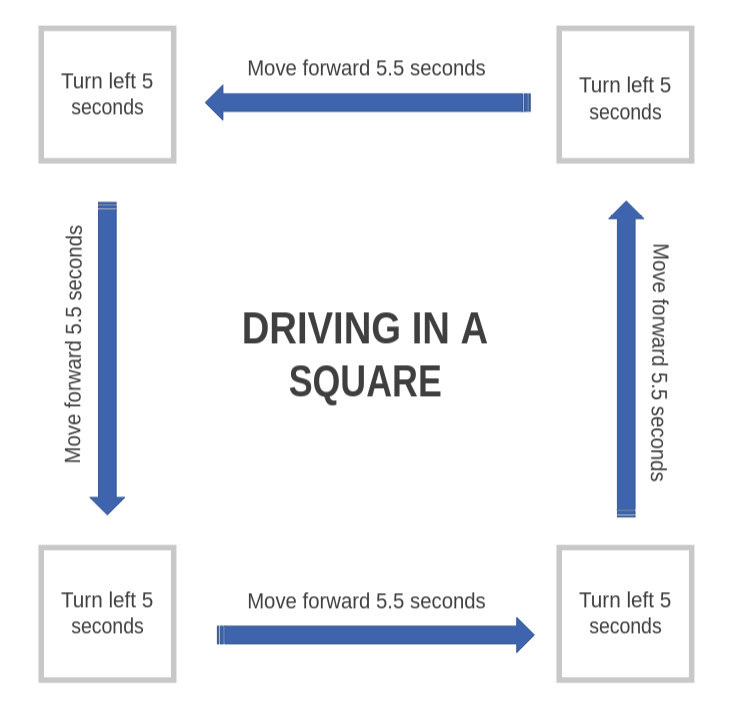 Turn left 5
seconds
Move forward 5.5 seconds
Turn left 5
seconds
Move forward 5.5 seconds
DRIVING IN A
SQUARE
Move forward 5.5 seconds
Turn left 5
seconds
Move forward 5.5 seconds
Turn left 5
seconds